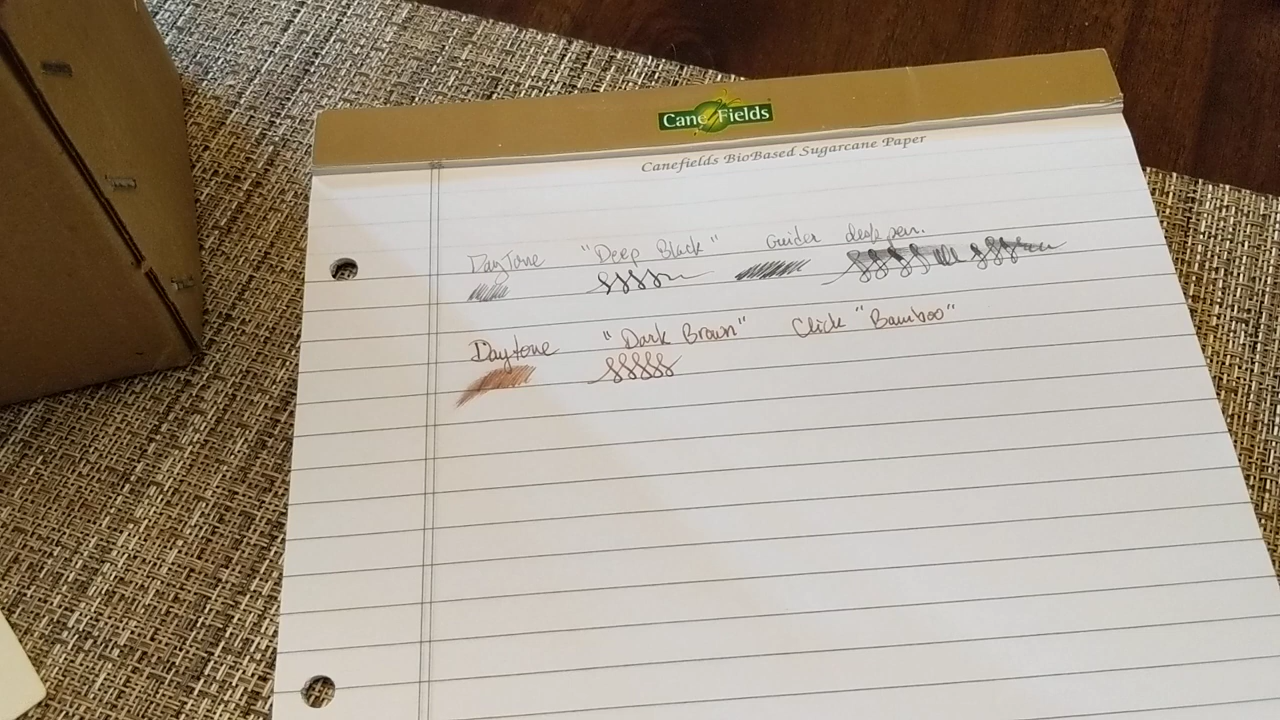 Cane Fields
Canefields BioBased Sugarcane Paper
Daytone "Deep Black" Guider desk pen.
Daytone "Dark Brown" Click "Bamboo"